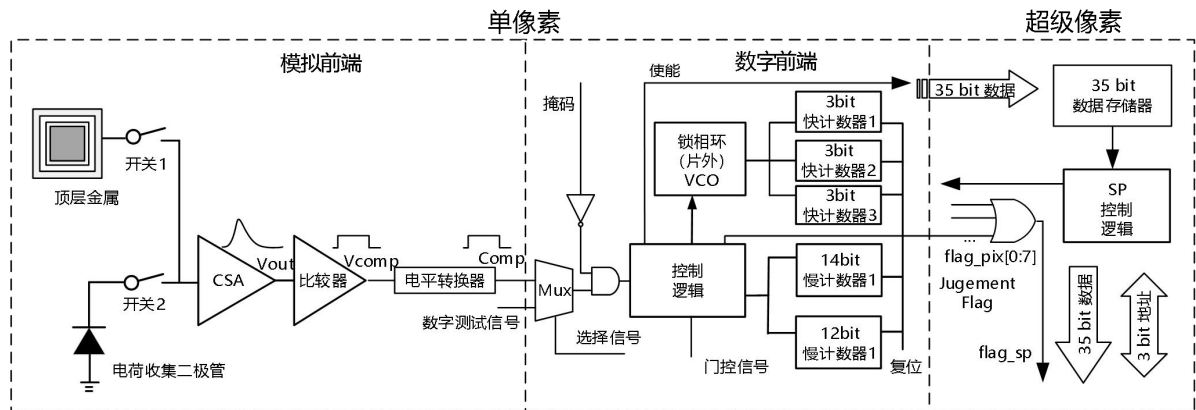 单像素
超级像素
模拟前端
数字前端
使能
掩码
35 bit 数据
35 bit
数据存储器
3bit
快计数器1
3bit
快计数器2
3bit
快计数器3
锁相环
（片外）
VCO
开关1
顶层金属
SP
控制
逻辑
...
flag_pix[0:7]
Jugement
Flag
CSA
Vout
比较器
Vcomp
电平转换器
Comp
Mux
控制
逻辑
14bit
慢计数器1
12bit
慢计数器1
开关2
数字测试信号
选择信号
门控信号
复位
电荷收集二极管
flag_sp
35 bit 数据
3 bit 地址